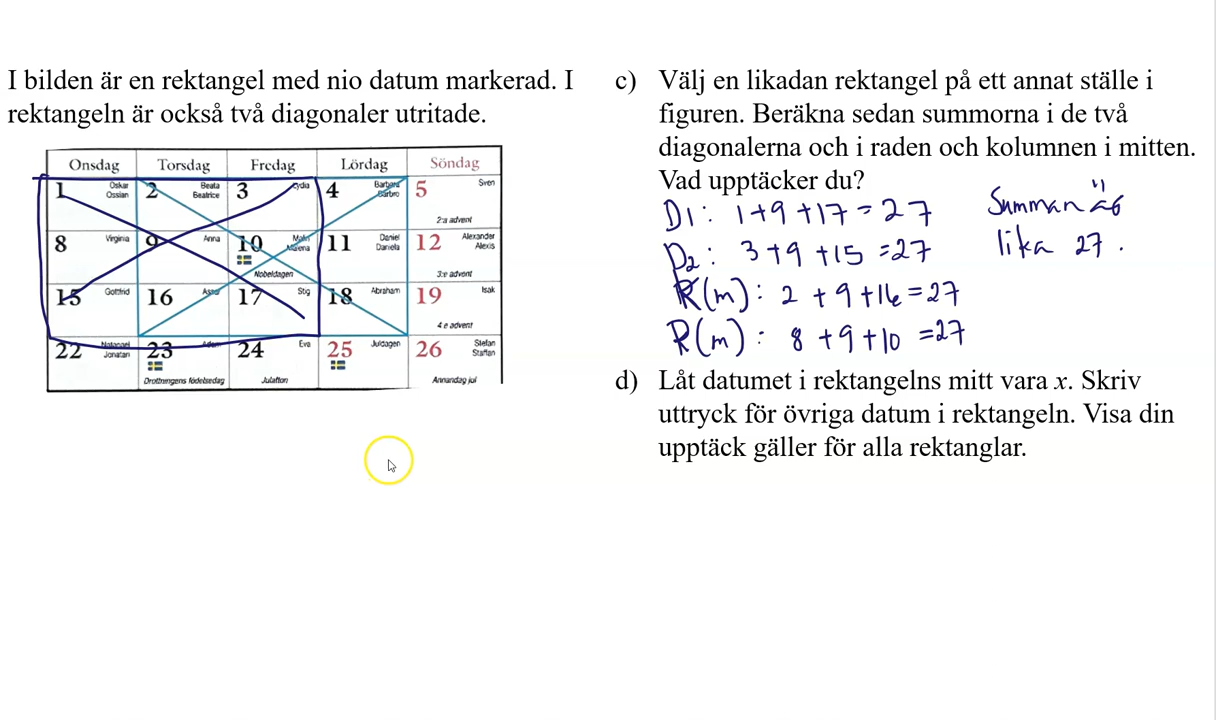 I bilden är en rektangel med nio datum markerad. I
rektangeln är också två diagonaler utritade.
Onsdag Torsdag Fredag Lördag Söndag
1 Oskar Ossian 2 Beata Beatrice 3 Lydia 4 Barbara Barbro 5 Sven
2:a advent
8 Virginia 9 Anna 10 Malin Malena 11 Daniel Daniela 12 Alexander Alexis
Nobeldagen 3:e advent
15 Gottfrid 16 17 Stig 18 Abraham 19 Isak
4:e advent
22 Natanael Jonatan 23 Adam 24 Eva 25 Juldagen 26 Stefan Staffan
Drottningens födelsedag Julafton Annandag jul
c) Välj en likadan rektangel på ett annat ställe i
figuren. Beräkna sedan summorna i de två
diagonalerna och i raden och kolumnen i mitten.
Vad upptäcker du?
D1: 1+9+17=27
D2: 3+9+15=27
K(m): 2+9+16=27
R(m): 8+9+10=27
Summan är
lika 27.
d) Låt datumet i rektangelns mitt vara x. Skriv
uttryck för övriga datum i rektangeln. Visa din
upptäck gäller för alla rektanglar.